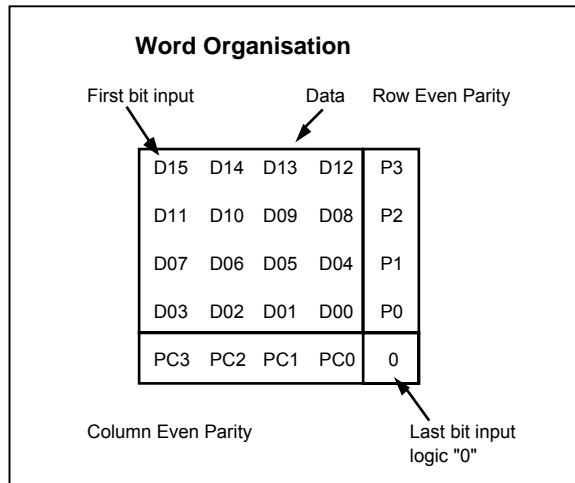 Word Organisation
First bit input Data Row Even Parity
D15 D14 D13 D12 P3
D11 D10 D09 D08 P2
D07 D06 D05 D04 P1
D03 D02 D01 D00 P0
PC3 PC2 PC1 PC0 0
Column Even Parity Last bit input
logic "0"